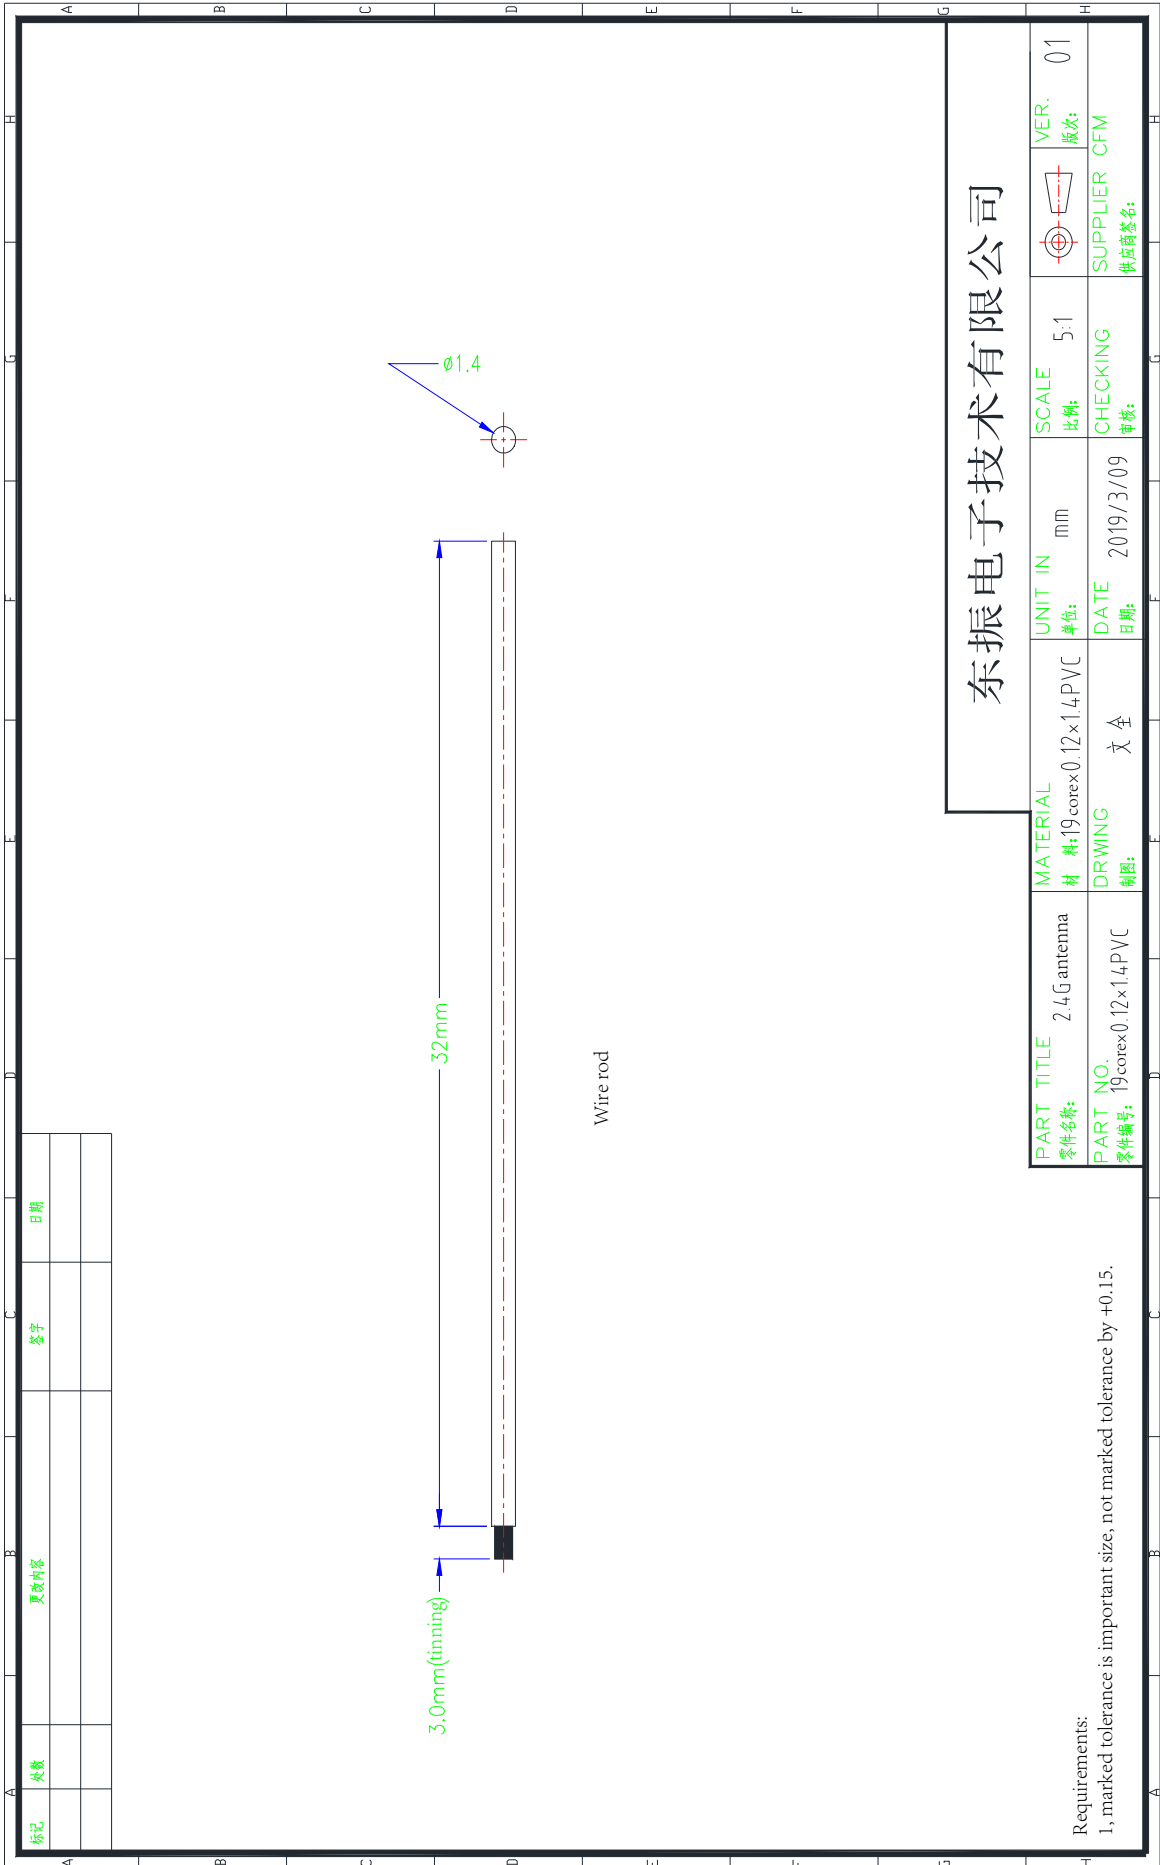 标记
处数
更改内容
签字
日期
3.0mm(tinning)
32mm
ø1.4
Wire rod
东振电子技术有限公司
PART TITLE
零件名称:
2.4G antenna
MATERIAL
材 料:19corex0.12×1.4PVC
UNIT IN
单位:
mm
SCALE
比例:
5:1
VER.
版次:
01
PART NO.
零件编号: 19corex0.12×1.4PVC
DRWING
制图:
文全
DATE
日期:
2019/3/09
CHECKING
审核:
SUPPLIER CFM
供应商签名:
Requirements:
1, marked tolerance is important size, not marked tolerance by +0.15.
A
B
C
D
E
F
G
H
A
B
C
D
E
F
G
H
A
B
C
D
E
F
G
H
A
B
C
D
E
F
G
H